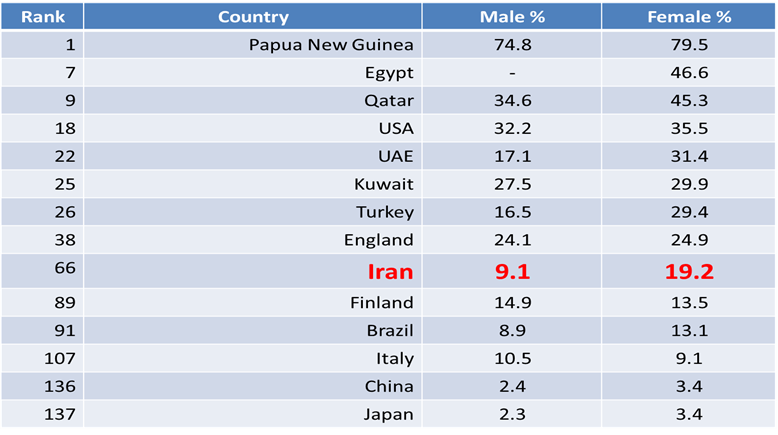 Rank Country Male % Female %
1 Papua New Guinea 74.8 79.5
7 Egypt - 46.6
9 Qatar 34.6 45.3
18 USA 32.2 35.5
22 UAE 17.1 31.4
25 Kuwait 27.5 29.9
26 Turkey 16.5 29.4
38 England 24.1 24.9
66 Iran 9.1 19.2
89 Finland 14.9 13.5
91 Brazil 8.9 13.1
107 Italy 10.5 9.1
136 China 2.4 3.4
137 Japan 2.3 3.4